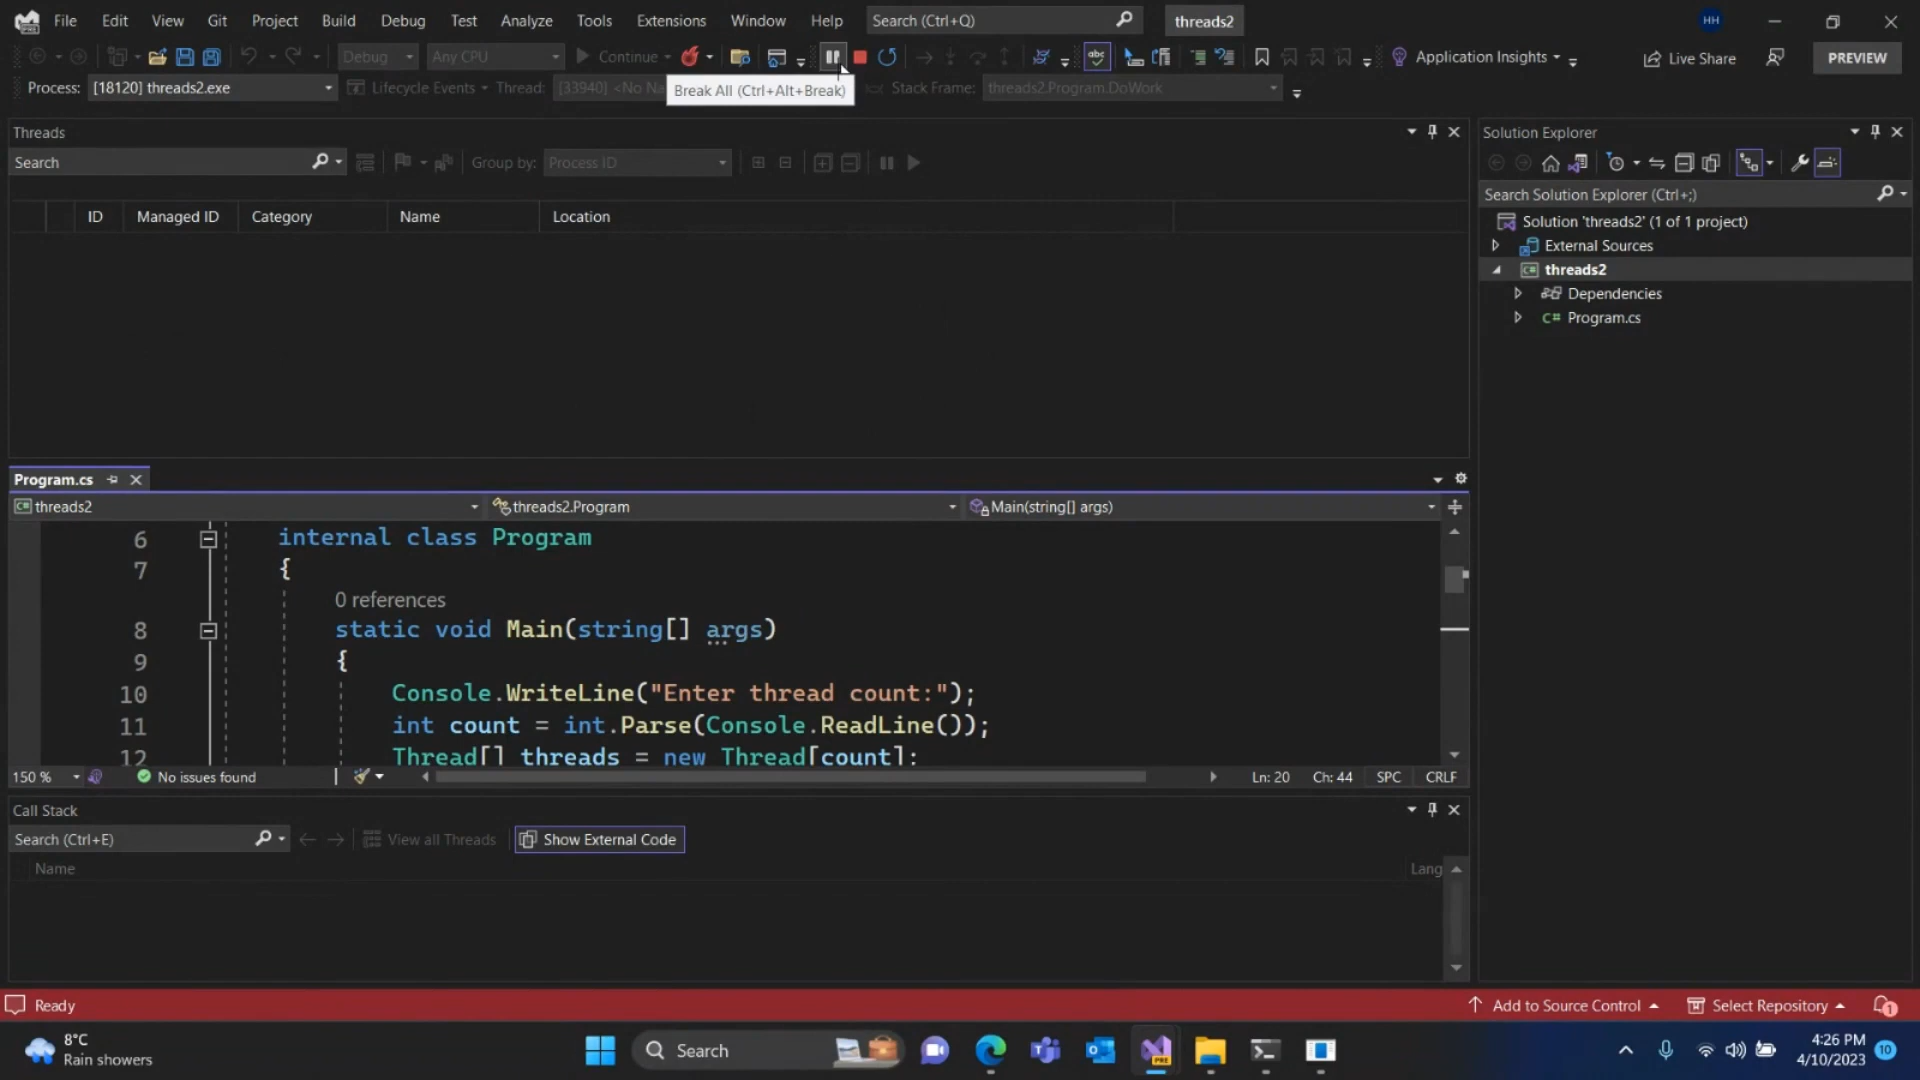 File Edit View Git Project Build Debug Test Analyze Tools Extensions Window Help Search (Ctrl+Q) threads2 HH
Debug Any CPU Continue Application Insights Live Share PREVIEW
Process: [18120] threads2.exe Lifecycle Events Thread: [33940] <No Na Stack Frame: threads2.Program.DoWork
Break All (Ctrl+Alt+Break)
Threads
Search Group by: Process ID
ID Managed ID Category Name Location
Solution Explorer
Search Solution Explorer (Ctrl+;)
Solution 'threads2' (1 of 1 project)
External Sources
C# threads2
Dependencies
C# Program.cs
Program.cs
C# threads2 threads2.Program Main(string[] args)
6 internal class Program
7 {
0 references
8 static void Main(string[] args)
9 {
10 Console.WriteLine("Enter thread count:");
11 int count = int.Parse(Console.ReadLine());
12 Thread[] threads = new Thread[count];
150 % No issues found Ln: 20 Ch: 44 SPC CRLF
Call Stack
Search (Ctrl+E) View all Threads Show External Code
Name Lang
Ready Add to Source Control Select Repository 1
8°C
Rain showers
Search
PRE
4:26 PM
4/10/2023
10